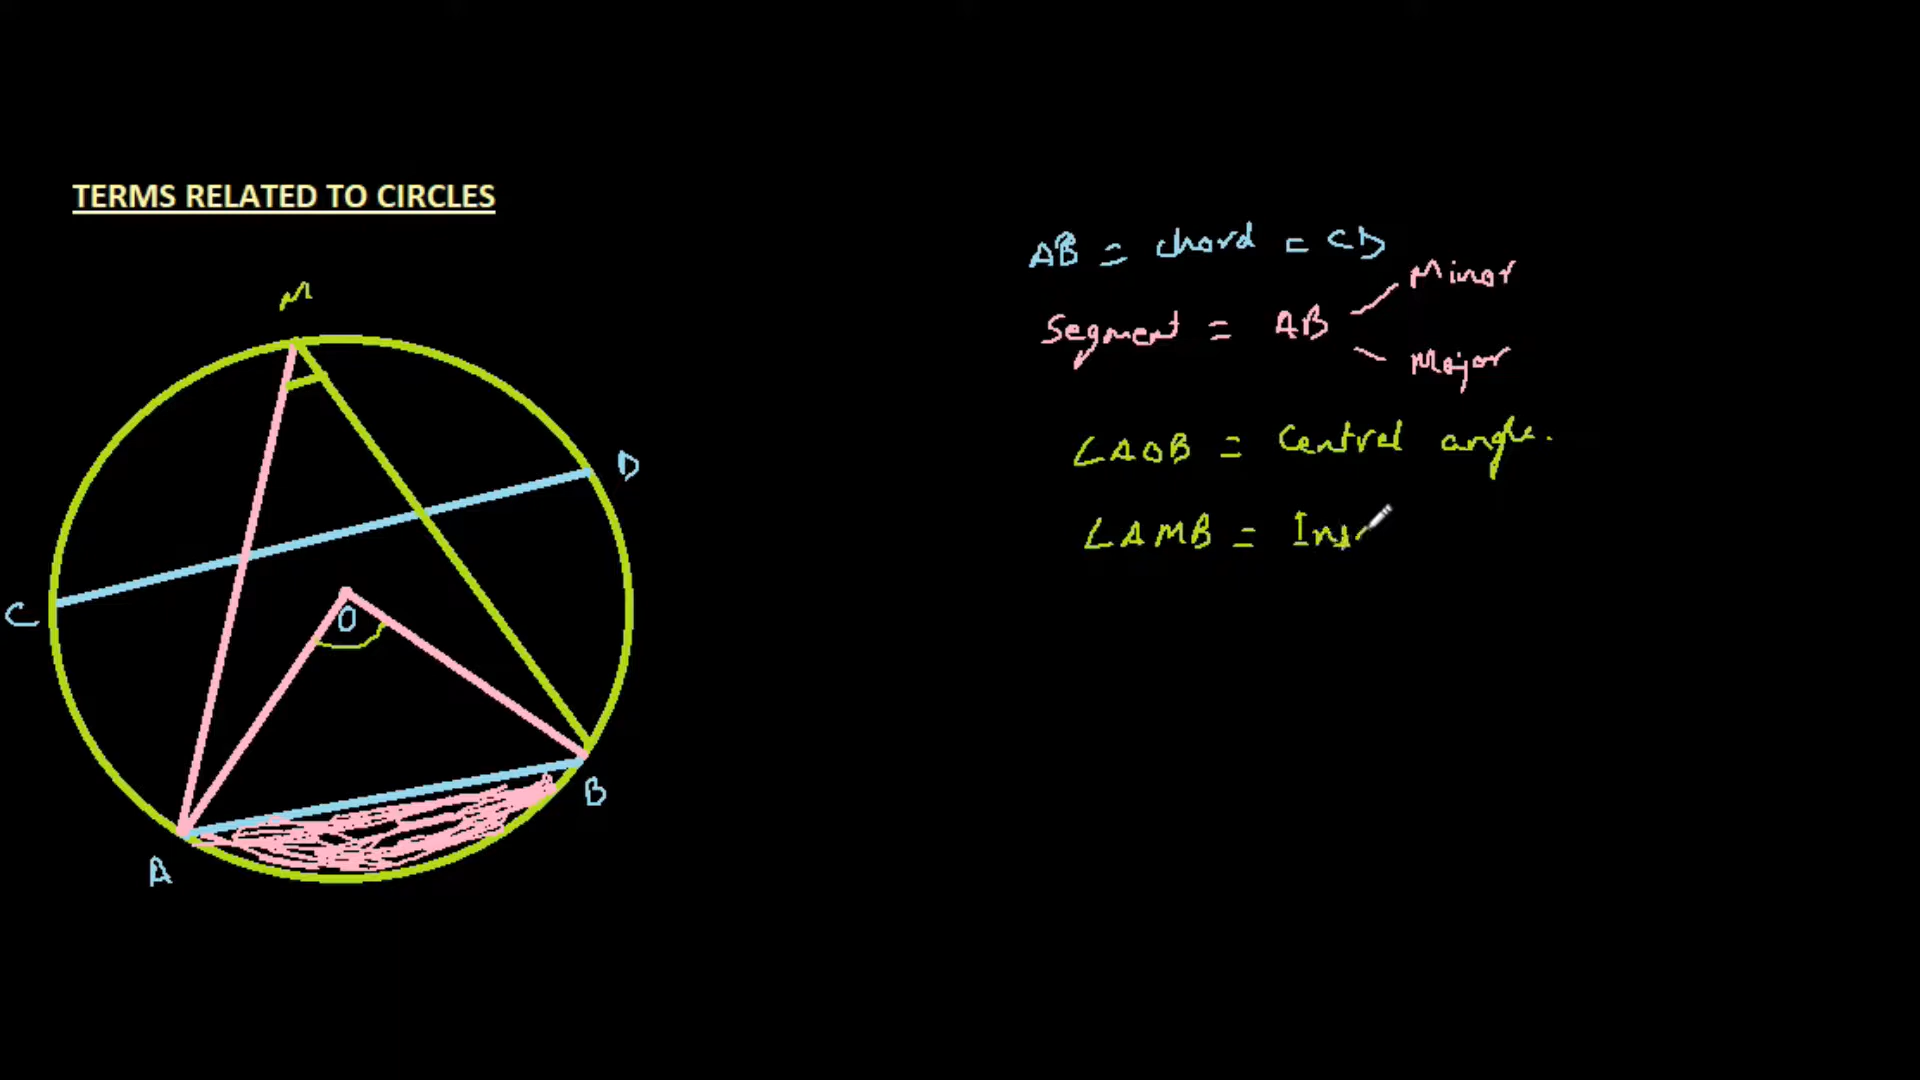 TERMS RELATED TO CIRCLES
AB = chord = CD
Minor
Segment = AB
Major
∠AOB = Central angle.
∠AMB = Ins
M
D
C
O
B
A